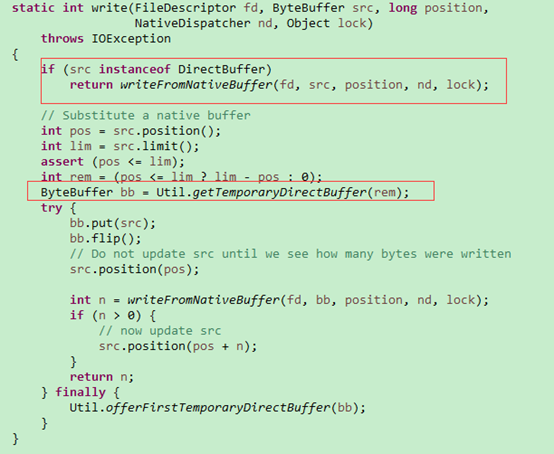 static int write(FileDescriptor fd, ByteBuffer src, long position,
NativeDispatcher nd, Object lock)
throws IOException
{
if (src instanceof DirectBuffer)
return writeFromNativeBuffer(fd, src, position, nd, lock);
// Substitute a native buffer
int pos = src.position();
int lim = src.limit();
assert (pos <= lim);
int rem = (pos <= lim ? lim - pos : 0);
ByteBuffer bb = Util.getTemporaryDirectBuffer(rem);
try {
bb.put(src);
bb.flip();
// Do not update src until we see how many bytes were written
src.position(pos);
int n = writeFromNativeBuffer(fd, bb, position, nd, lock);
if (n > 0) {
// now update src
src.position(pos + n);
}
return n;
} finally {
Util.offerFirstTemporaryDirectBuffer(bb);
}
}